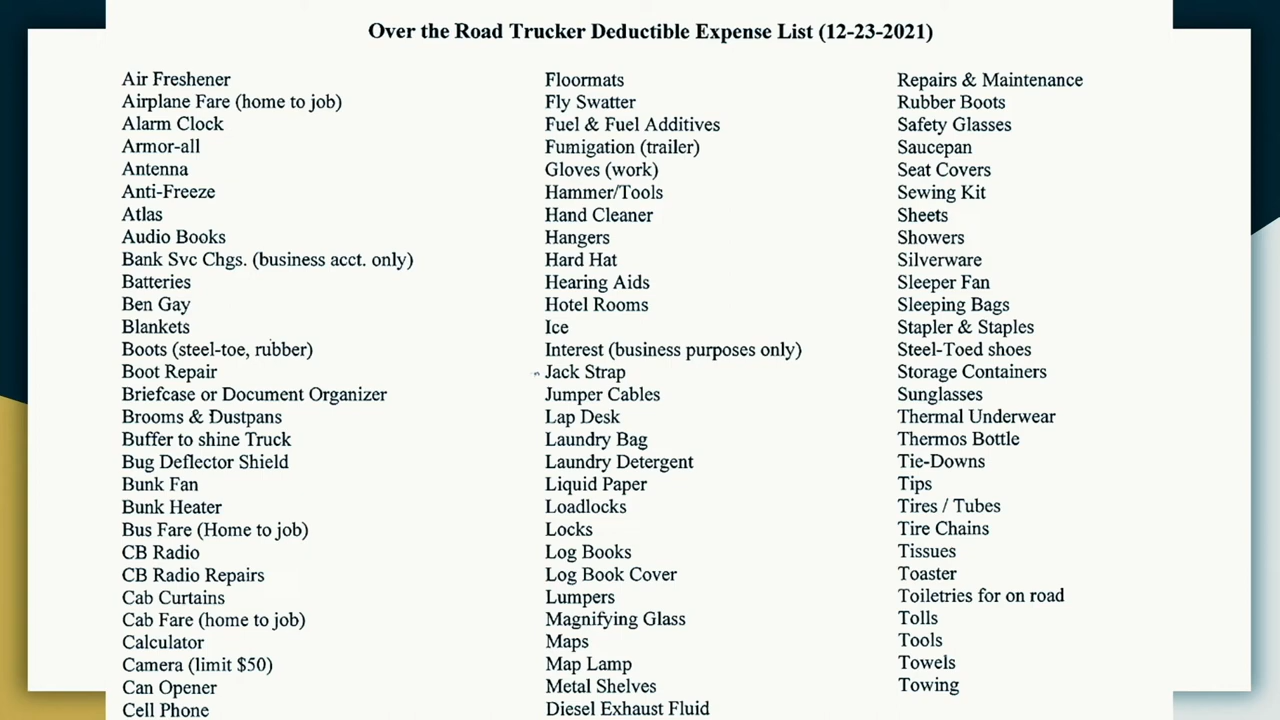 Over the Road Trucker Deductible Expense List (12-23-2021)
Air Freshener
Airplane Fare (home to job)
Alarm Clock
Armor-all
Antenna
Anti-Freeze
Atlas
Audio Books
Bank Svc Chgs. (business acct. only)
Batteries
Ben Gay
Blankets
Boots (steel-toe, rubber)
Boot Repair
Briefcase or Document Organizer
Brooms & Dustpans
Buffer to shine Truck
Bug Deflector Shield
Bunk Fan
Bunk Heater
Bus Fare (Home to job)
CB Radio
CB Radio Repairs
Cab Curtains
Cab Fare (home to job)
Calculator
Camera (limit $50)
Can Opener
Cell Phone
Floormats
Fly Swatter
Fuel & Fuel Additives
Fumigation (trailer)
Gloves (work)
Hammer/Tools
Hand Cleaner
Hangers
Hard Hat
Hearing Aids
Hotel Rooms
Ice
Interest (business purposes only)
Jack Strap
Jumper Cables
Lap Desk
Laundry Bag
Laundry Detergent
Liquid Paper
Loadlocks
Locks
Log Books
Log Book Cover
Lumpers
Magnifying Glass
Maps
Map Lamp
Metal Shelves
Diesel Exhaust Fluid
Repairs & Maintenance
Rubber Boots
Safety Glasses
Saucepan
Seat Covers
Sewing Kit
Sheets
Showers
Silverware
Sleeper Fan
Sleeping Bags
Stapler & Staples
Steel-Toed shoes
Storage Containers
Sunglasses
Thermal Underwear
Thermos Bottle
Tie-Downs
Tips
Tires / Tubes
Tire Chains
Tissues
Toaster
Toiletries for on road
Tolls
Tools
Towels
Towing